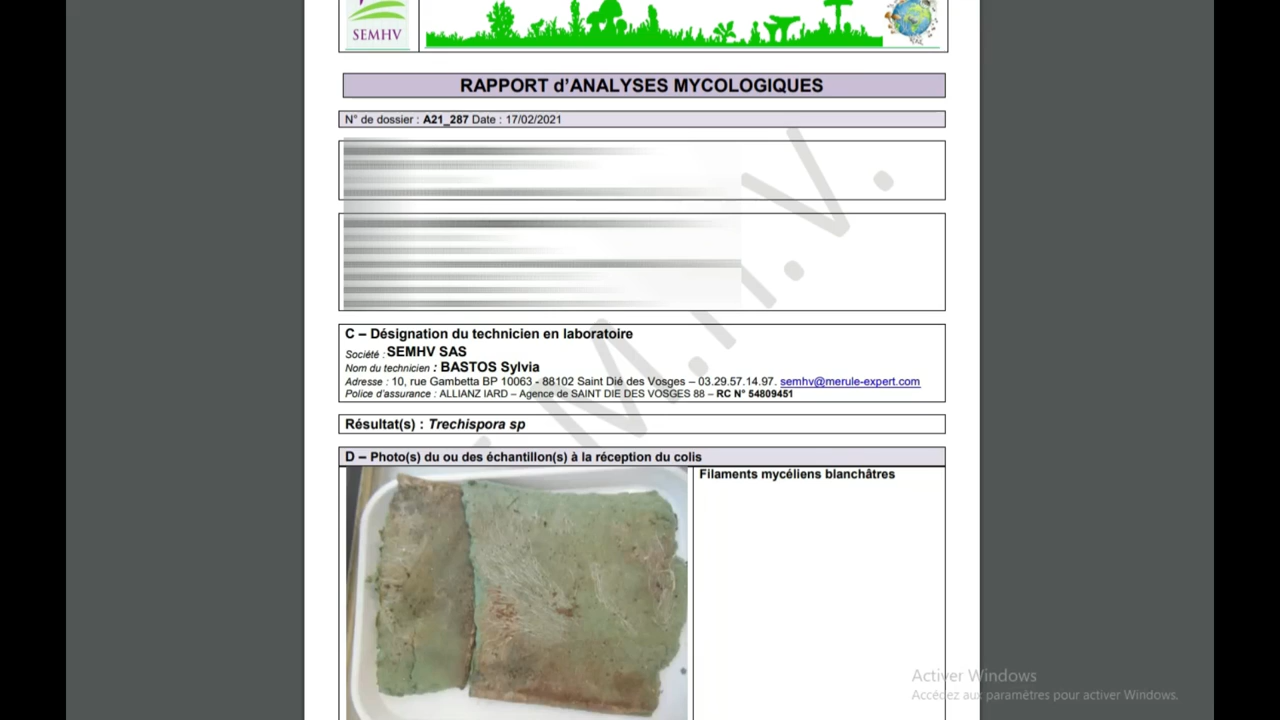 SEMHV
RAPPORT d’ANALYSES MYCOLOGIQUES
N° de dossier : A21_287 Date : 17/02/2021
C – Désignation du technicien en laboratoire
Société : SEMHV SAS
Nom du technicien : BASTOS Sylvia
Adresse : 10, rue Gambetta BP 10063 - 88102 Saint Dié des Vosges – 03.29.57.14.97. semhv@merule-expert.com
Police d’assurance : ALLIANZ IARD – Agence de SAINT DIE DES VOSGES 88 – RC N° 54809451
Résultat(s) : Trechispora sp
D – Photo(s) du ou des échantillon(s) à la réception du colis
Filaments mycéliens blanchâtres
M.H.V.
Activer Windows
Accédez aux paramètres pour activer Windows.